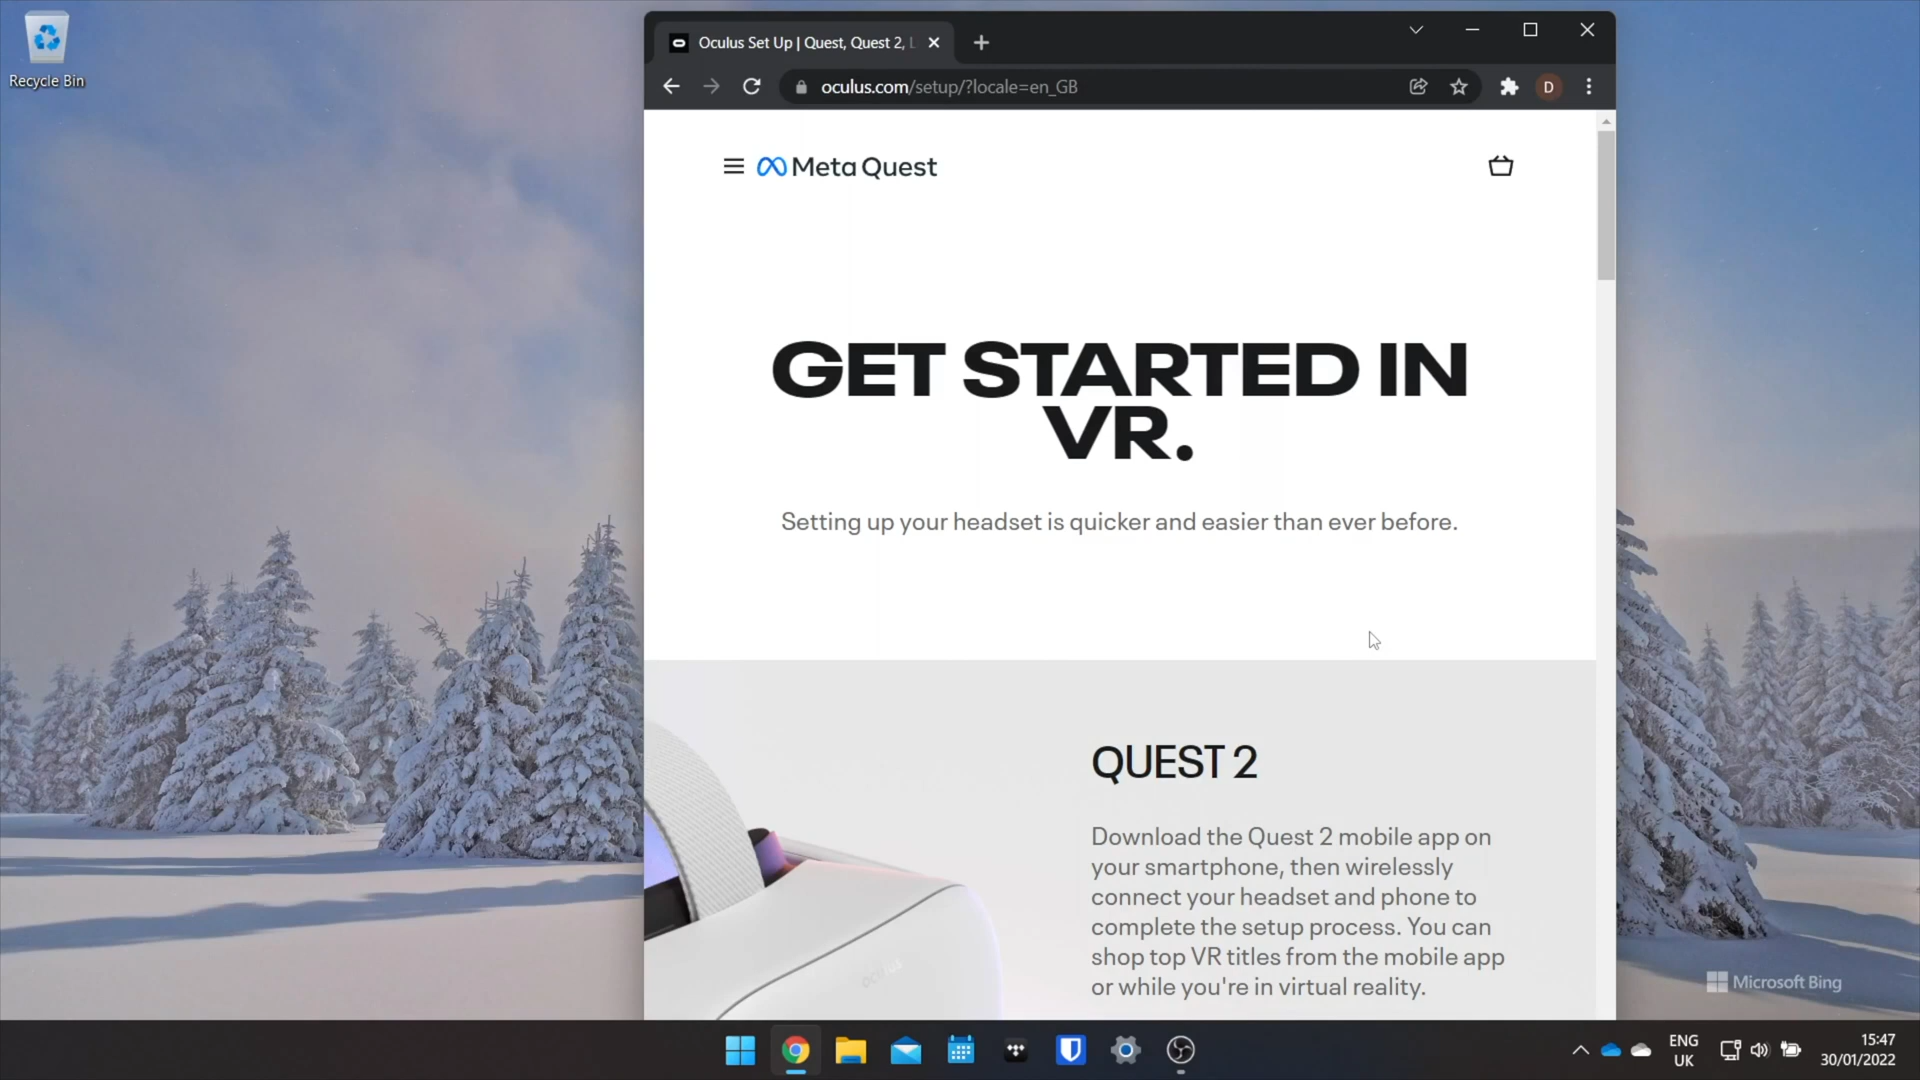 Recycle Bin
Oculus Set Up | Quest, Quest 2, L
oculus.com/setup/?locale=en_GB
D
Meta Quest
GET STARTED IN
VR.
Setting up your headset is quicker and easier than ever before.
QUEST 2
Download the Quest 2 mobile app on
your smartphone, then wirelessly
connect your headset and phone to
complete the setup process. You can
shop top VR titles from the mobile app
or while you're in virtual reality.
oculus
Microsoft Bing
ENG
UK
15:47
30/01/2022